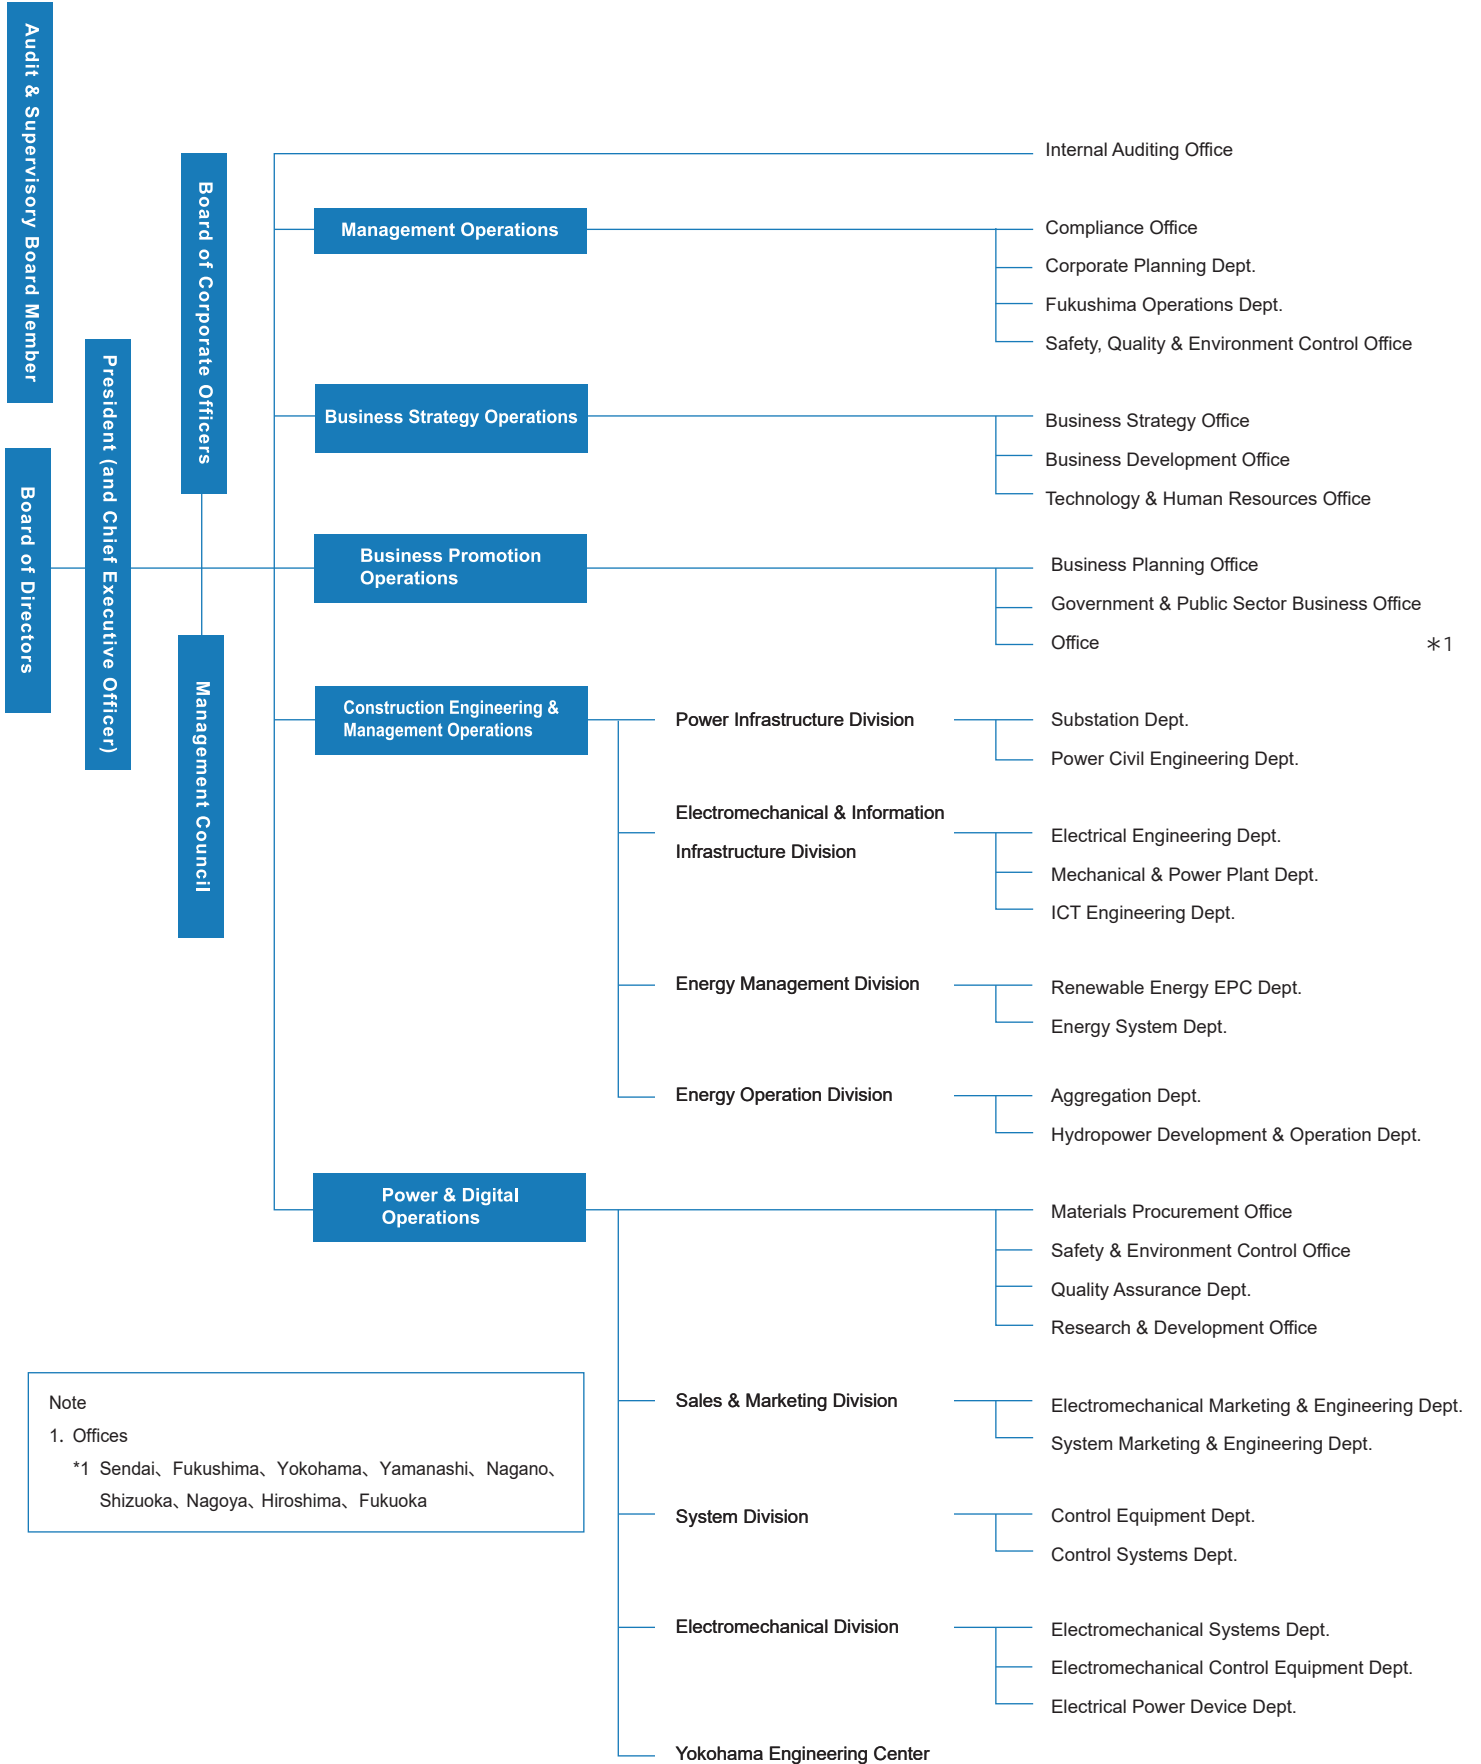 Audit & Supervisory Board Member
Board of Directors
President (and Chief Executive Officer)
Board of Corporate Officers
Management Council
Internal Auditing Office
Management Operations
Compliance Office
Corporate Planning Dept.
Fukushima Operations Dept.
Safety, Quality & Environment Control Office
Business Strategy Operations
Business Strategy Office
Business Development Office
Technology & Human Resources Office
Business Promotion
Operations
Business Planning Office
Government & Public Sector Business Office
Office ＊1
Construction Engineering &
Management Operations
Power Infrastructure Division
Substation Dept.
Power Civil Engineering Dept.
Electromechanical & Information
Infrastructure Division
Electrical Engineering Dept.
Mechanical & Power Plant Dept.
ICT Engineering Dept.
Energy Management Division
Renewable Energy EPC Dept.
Energy System Dept.
Energy Operation Division
Aggregation Dept.
Hydropower Development & Operation Dept.
Power & Digital
Operations
Materials Procurement Office
Safety & Environment Control Office
Quality Assurance Dept.
Research & Development Office
Sales & Marketing Division
Electromechanical Marketing & Engineering Dept.
System Marketing & Engineering Dept.
System Division
Control Equipment Dept.
Control Systems Dept.
Electromechanical Division
Electromechanical Systems Dept.
Electromechanical Control Equipment Dept.
Electrical Power Device Dept.
Yokohama Engineering Center
Note
1. Offices
*1 Sendai、Fukushima、Yokohama、Yamanashi、Nagano、
Shizuoka、Nagoya、Hiroshima、Fukuoka